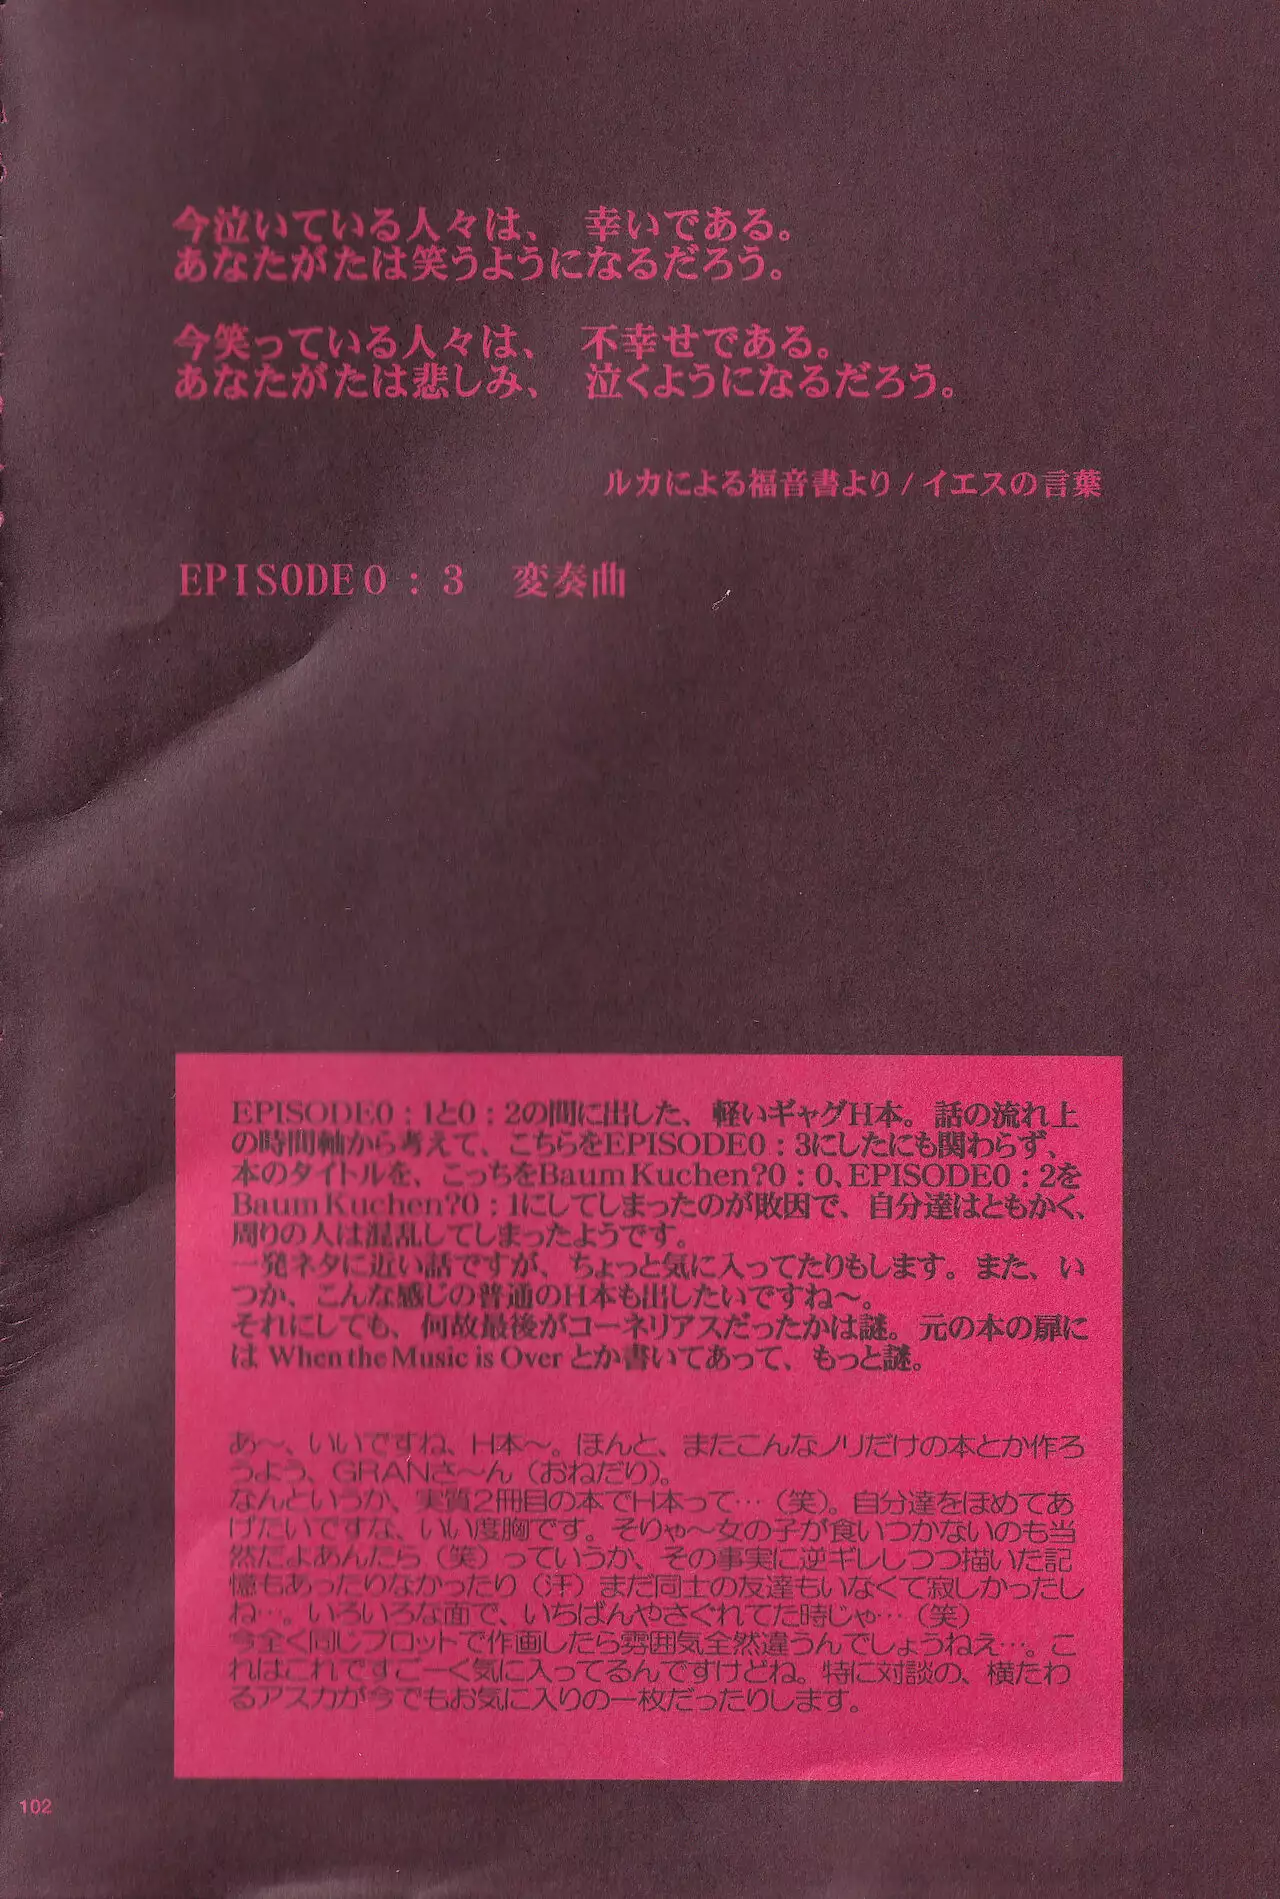 今泣いている人々は、 幸いである。
あなたがたは笑うようになるだろう。
今笑っている人々は、 不幸せである。
あなたがたは悲しみ、 泣くようになるだろう。
ルカによる福音書より/イエスの言葉
EPISODE0:3 変奏曲
EPISODE0:1と0:2の間に出した、軽いギャグH本。話の流れ上
の時間軸から考えて、こちらをEPISODE0:3にしたにも関わらず、
本のタイトルを、こっちをBaum Kuchen?0:0、EPISODE0:2を
Baum Kuchen?0:1にしてしまったのが敗因で、自分達はともかく、
周りの人は混乱してしまったようです。
一発ネタに近い話ですが、ちょっと気に入ってたりもします。また、い
つか、こんな感じの普通のH本も出したいですね〜。
それにしても、何故最後がコーネリアスだったかは謎。元の本の扉に
は When the Music is Over とか書いてあって、もっと謎。
あ〜、いいですね、H本〜。ほんと、またこんなノリだけの本とか作ろ
うよう、GRANさ〜ん(おねだり)。
なんというか、実質2冊目の本でH本って…(笑)。自分達をほめてあ
げたいですな、いい度胸です。そりゃ〜女の子が食いつかないのも当
然だよあんたら(笑)っていうか、その事実に逆ギレしつつ描いた記
憶もあったりなかったり(汗)まだ同士の友達もいなくて寂しかったし
ね…。いろいろな面で、いちばんやさぐれてた時じゃ…(笑)
今全く同じプロットで作画したら雰囲気全然違うんでしょうねえ…。こ
れはこれですごーく気に入ってるんですけどね。特に対談の、横たわ
るアスカが今でもお気に入りの一枚だったりします。
102